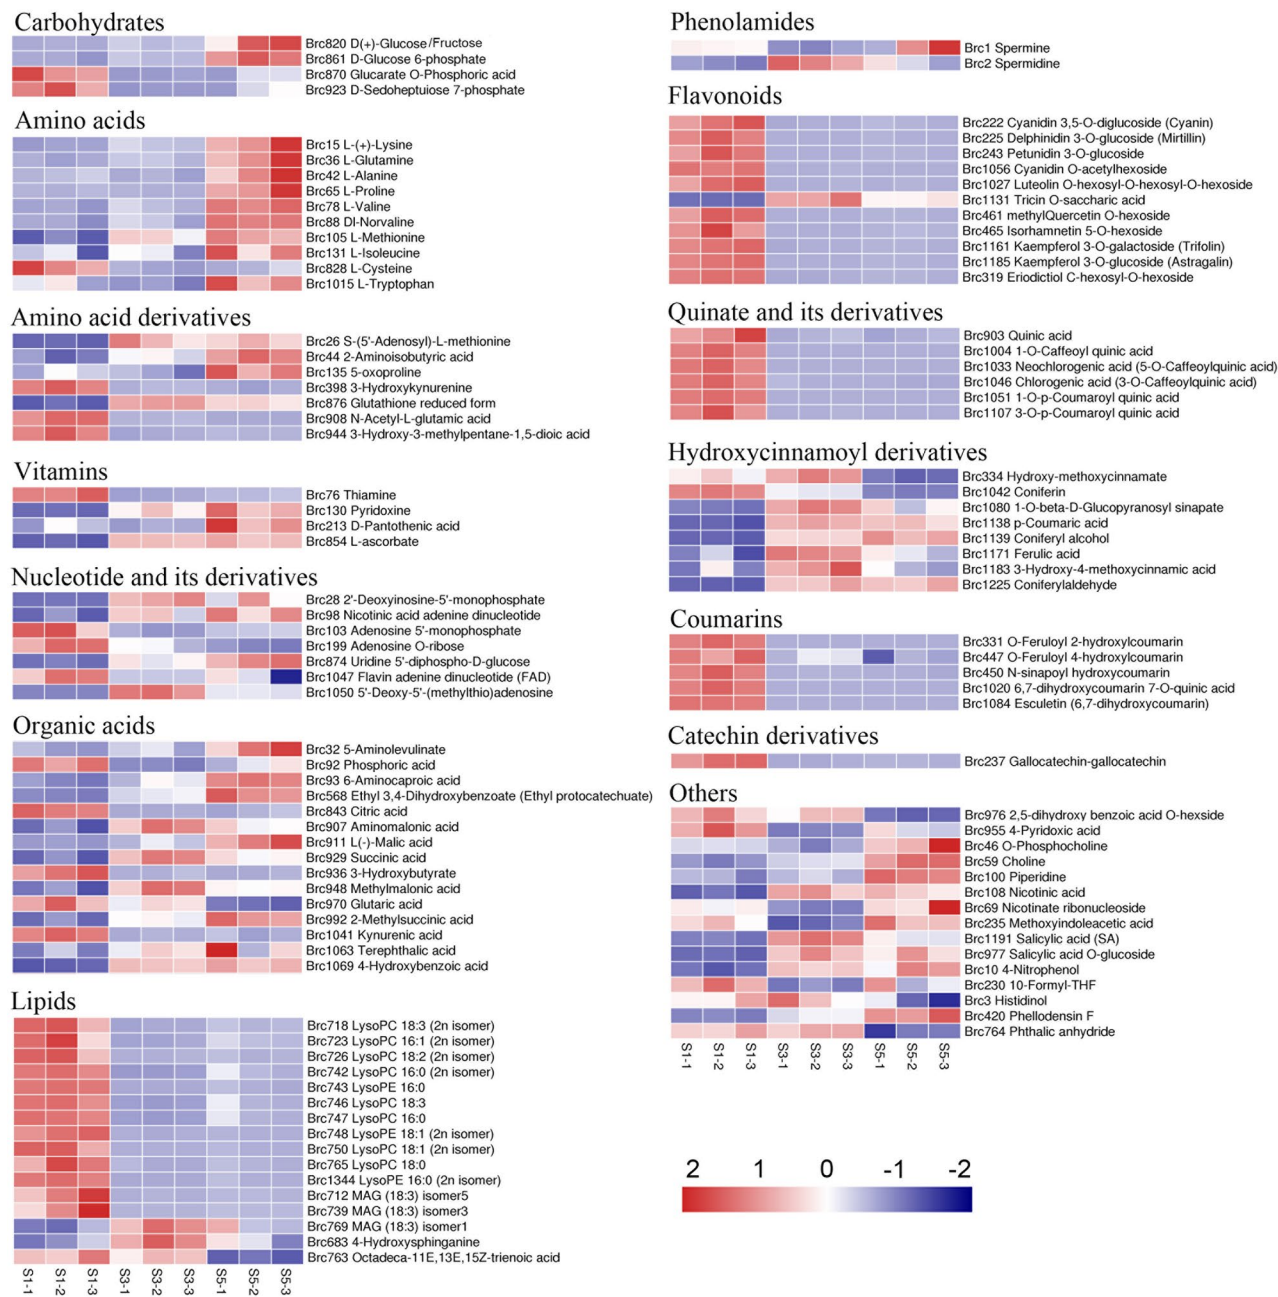 Carbohydrates
Brc820 D(+)-Glucose/Fructose
Brc861 D-Glucose 6-phosphate
Brc870 Glucarate O-Phosphoric acid
Brc923 D-Sedoheptuiose 7-phosphate
Amino acids
Brc15 L-(+)-Lysine
Brc36 L-Glutamine
Brc42 L-Alanine
Brc65 L-Proline
Brc78 L-Valine
Brc88 Dl-Norvaline
Brc105 L-Methionine
Brc131 L-Isoleucine
Brc828 L-Cysteine
Brc1015 L-Tryptophan
Amino acid derivatives
Brc26 S-(5'-Adenosyl)-L-methionine
Brc44 2-Aminoisobutyric acid
Brc135 5-oxoproline
Brc398 3-Hydroxykynurenine
Brc876 Glutathione reduced form
Brc908 N-Acetyl-L-glutamic acid
Brc944 3-Hydroxy-3-methylpentane-1,5-dioic acid
Vitamins
Brc76 Thiamine
Brc130 Pyridoxine
Brc213 D-Pantothenic acid
Brc854 L-ascorbate
Nucleotide and its derivatives
Brc28 2'-Deoxyinosine-5'-monophosphate
Brc98 Nicotinic acid adenine dinucleotide
Brc103 Adenosine 5'-monophosphate
Brc199 Adenosine O-ribose
Brc874 Uridine 5'-diphospho-D-glucose
Brc1047 Flavin adenine dinucleotide (FAD)
Brc1050 5'-Deoxy-5'-(methylthio)adenosine
Organic acids
Brc32 5-Aminolevulinate
Brc92 Phosphoric acid
Brc93 6-Aminocaproic acid
Brc568 Ethyl 3,4-Dihydroxybenzoate (Ethyl protocatechuate)
Brc843 Citric acid
Brc907 Aminomalonic acid
Brc911 L(-)-Malic acid
Brc929 Succinic acid
Brc936 3-Hydroxybutyrate
Brc948 Methylmalonic acid
Brc970 Glutaric acid
Brc992 2-Methylsuccinic acid
Brc1041 Kynurenic acid
Brc1063 Terephthalic acid
Brc1069 4-Hydroxybenzoic acid
Lipids
Brc718 LysoPC 18:3 (2n isomer)
Brc723 LysoPC 16:1 (2n isomer)
Brc726 LysoPC 18:2 (2n isomer)
Brc742 LysoPC 16:0 (2n isomer)
Brc743 LysoPE 16:0
Brc746 LysoPC 18:3
Brc747 LysoPC 16:0
Brc748 LysoPE 18:1 (2n isomer)
Brc750 LysoPC 18:1 (2n isomer)
Brc765 LysoPC 18:0
Brc1344 LysoPE 16:0 (2n isomer)
Brc712 MAG (18:3) isomer5
Brc739 MAG (18:3) isomer3
Brc769 MAG (18:3) isomer1
Brc683 4-Hydroxysphinganine
Brc763 Octadeca-11E,13E,15Z-trienoic acid
S1-1 S1-2 S1-3 S3-1 S3-2 S3-3 S5-1 S5-2 S5-3
Phenolamides
Brc1 Spermine
Brc2 Spermidine
Flavonoids
Brc222 Cyanidin 3,5-O-diglucoside (Cyanin)
Brc225 Delphinidin 3-O-glucoside (Mirtillin)
Brc243 Petunidin 3-O-glucoside
Brc1056 Cyanidin O-acetylhexoside
Brc1027 Luteolin O-hexosyl-O-hexosyl-O-hexoside
Brc1131 Tricin O-saccharic acid
Brc461 methylQuercetin O-hexoside
Brc465 Isorhamnetin 5-O-hexoside
Brc1161 Kaempferol 3-O-galactoside (Trifolin)
Brc1185 Kaempferol 3-O-glucoside (Astragalin)
Brc319 Eriodictiol C-hexosyl-O-hexoside
Quinate and its derivatives
Brc903 Quinic acid
Brc1004 1-O-Caffeoyl quinic acid
Brc1033 Neochlorogenic acid (5-O-Caffeoylquinic acid)
Brc1046 Chlorogenic acid (3-O-Caffeoylquinic acid)
Brc1051 1-O-p-Coumaroyl quinic acid
Brc1107 3-O-p-Coumaroyl quinic acid
Hydroxycinnamoyl derivatives
Brc334 Hydroxy-methoxycinnamate
Brc1042 Coniferin
Brc1080 1-O-beta-D-Glucopyranosyl sinapate
Brc1138 p-Coumaric acid
Brc1139 Coniferyl alcohol
Brc1171 Ferulic acid
Brc1183 3-Hydroxy-4-methoxycinnamic acid
Brc1225 Coniferylaldehyde
Coumarins
Brc331 O-Feruloyl 2-hydroxylcoumarin
Brc447 O-Feruloyl 4-hydroxylcoumarin
Brc450 N-sinapoyl hydroxycoumarin
Brc1020 6,7-dihydroxycoumarin 7-O-quinic acid
Brc1084 Esculetin (6,7-dihydroxycoumarin)
Catechin derivatives
Brc237 Gallocatechin-gallocatechin
Others
Brc976 2,5-dihydroxy benzoic acid O-hexside
Brc955 4-Pyridoxic acid
Brc46 O-Phosphocholine
Brc59 Choline
Brc100 Piperidine
Brc108 Nicotinic acid
Brc69 Nicotinate ribonucleoside
Brc235 Methoxyindoleacetic acid
Brc1191 Salicylic acid (SA)
Brc977 Salicylic acid O-glucoside
Brc10 4-Nitrophenol
Brc230 10-Formyl-THF
Brc3 Histidinol
Brc420 Phellodensin F
Brc764 Phthalic anhydride
S1-1 S1-2 S1-3 S3-1 S3-2 S3-3 S5-1 S5-2 S5-3
2 1 0 -1 -2